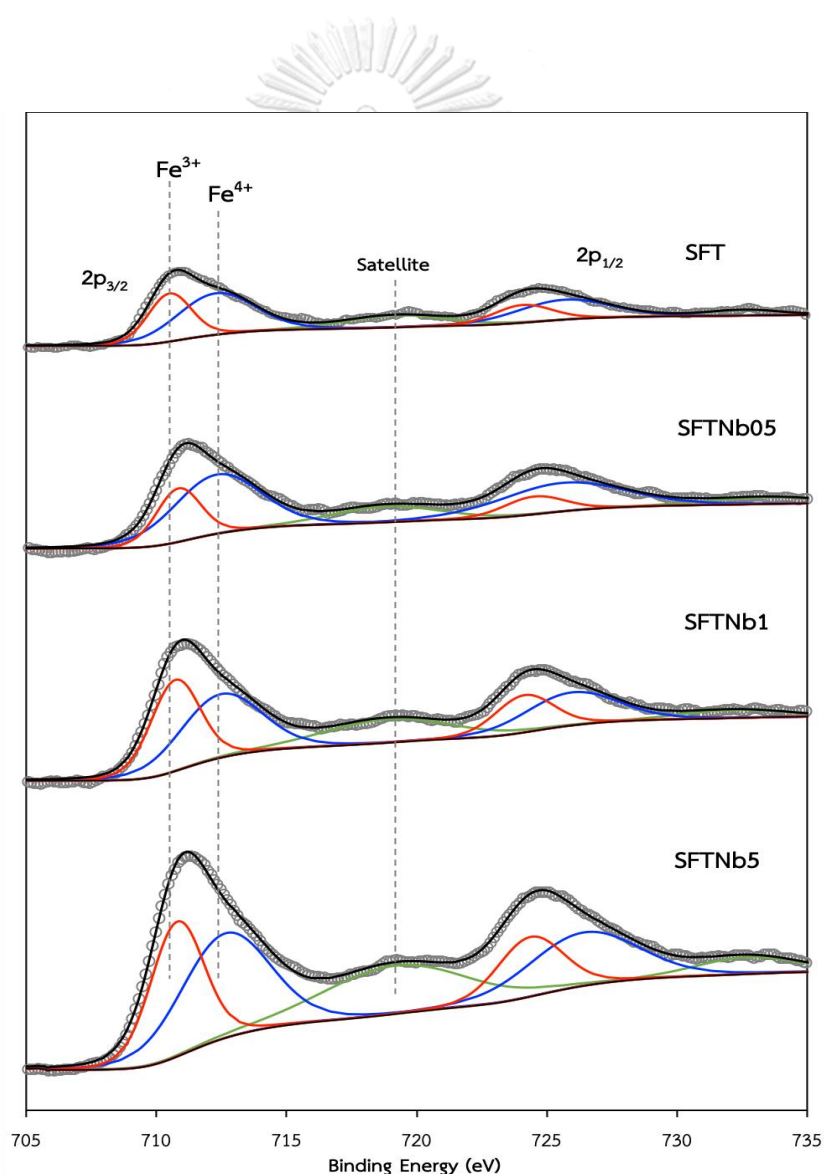 Fe3+
Fe4+
SFT
2p3/2
2p1/2
Satellite
SFTNb05
SFTNb1
SFTNb5
705 710 715 720 725 730 735
Binding Energy (eV)